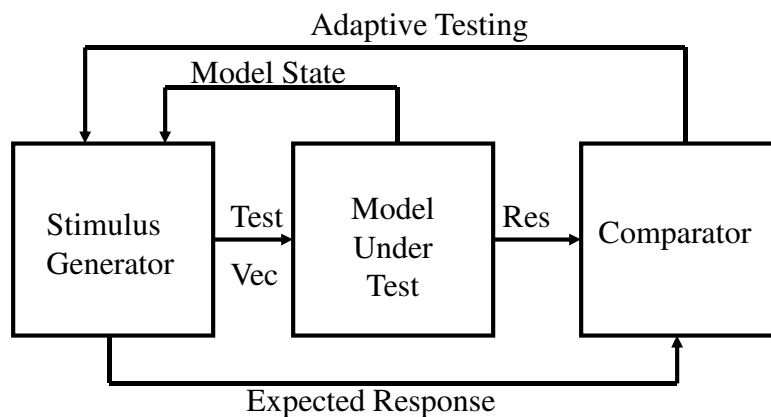 Adaptive Testing
Model State
Stimulus
Generator
Test
Vec
Model
Under
Test
Res
Comparator
Expected Response